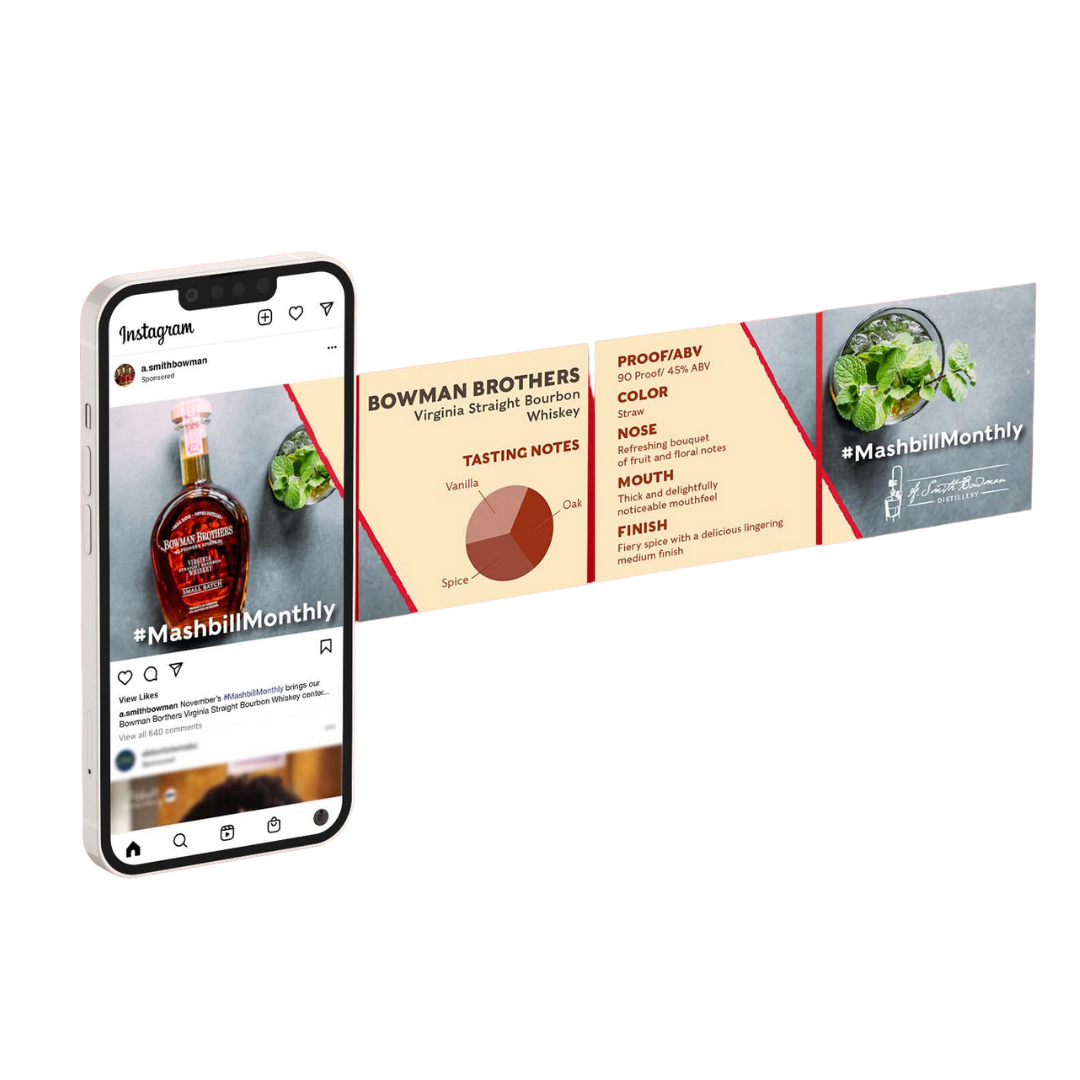 Instagram
a.smithbowman
Sponsored
BOWMAN BROTHERS
PIONEER SPIRIT
VIRGINIA
STRAIGHT BOURBON
WHISKEY
SMALL BATCH
#MashbillMonthly
View Likes
a.smithbowman November's #MashbillMonthly brings our
Bowman Borthers Virginia Straight Bourbon Whiskey center...
View all 640 comments
BOWMAN BROTHERS
Virginia Straight Bourbon
Whiskey
TASTING NOTES
Vanilla
Oak
Spice
PROOF/ABV
90 Proof/ 45% ABV
COLOR
Straw
NOSE
Refreshing bouquet
of fruit and floral notes
MOUTH
Thick and delightfully
noticeable mouthfeel
FINISH
Fiery spice with a delicious lingering
medium finish
#MashbillMonthly
A. Smith Bowman
DISTILLERY